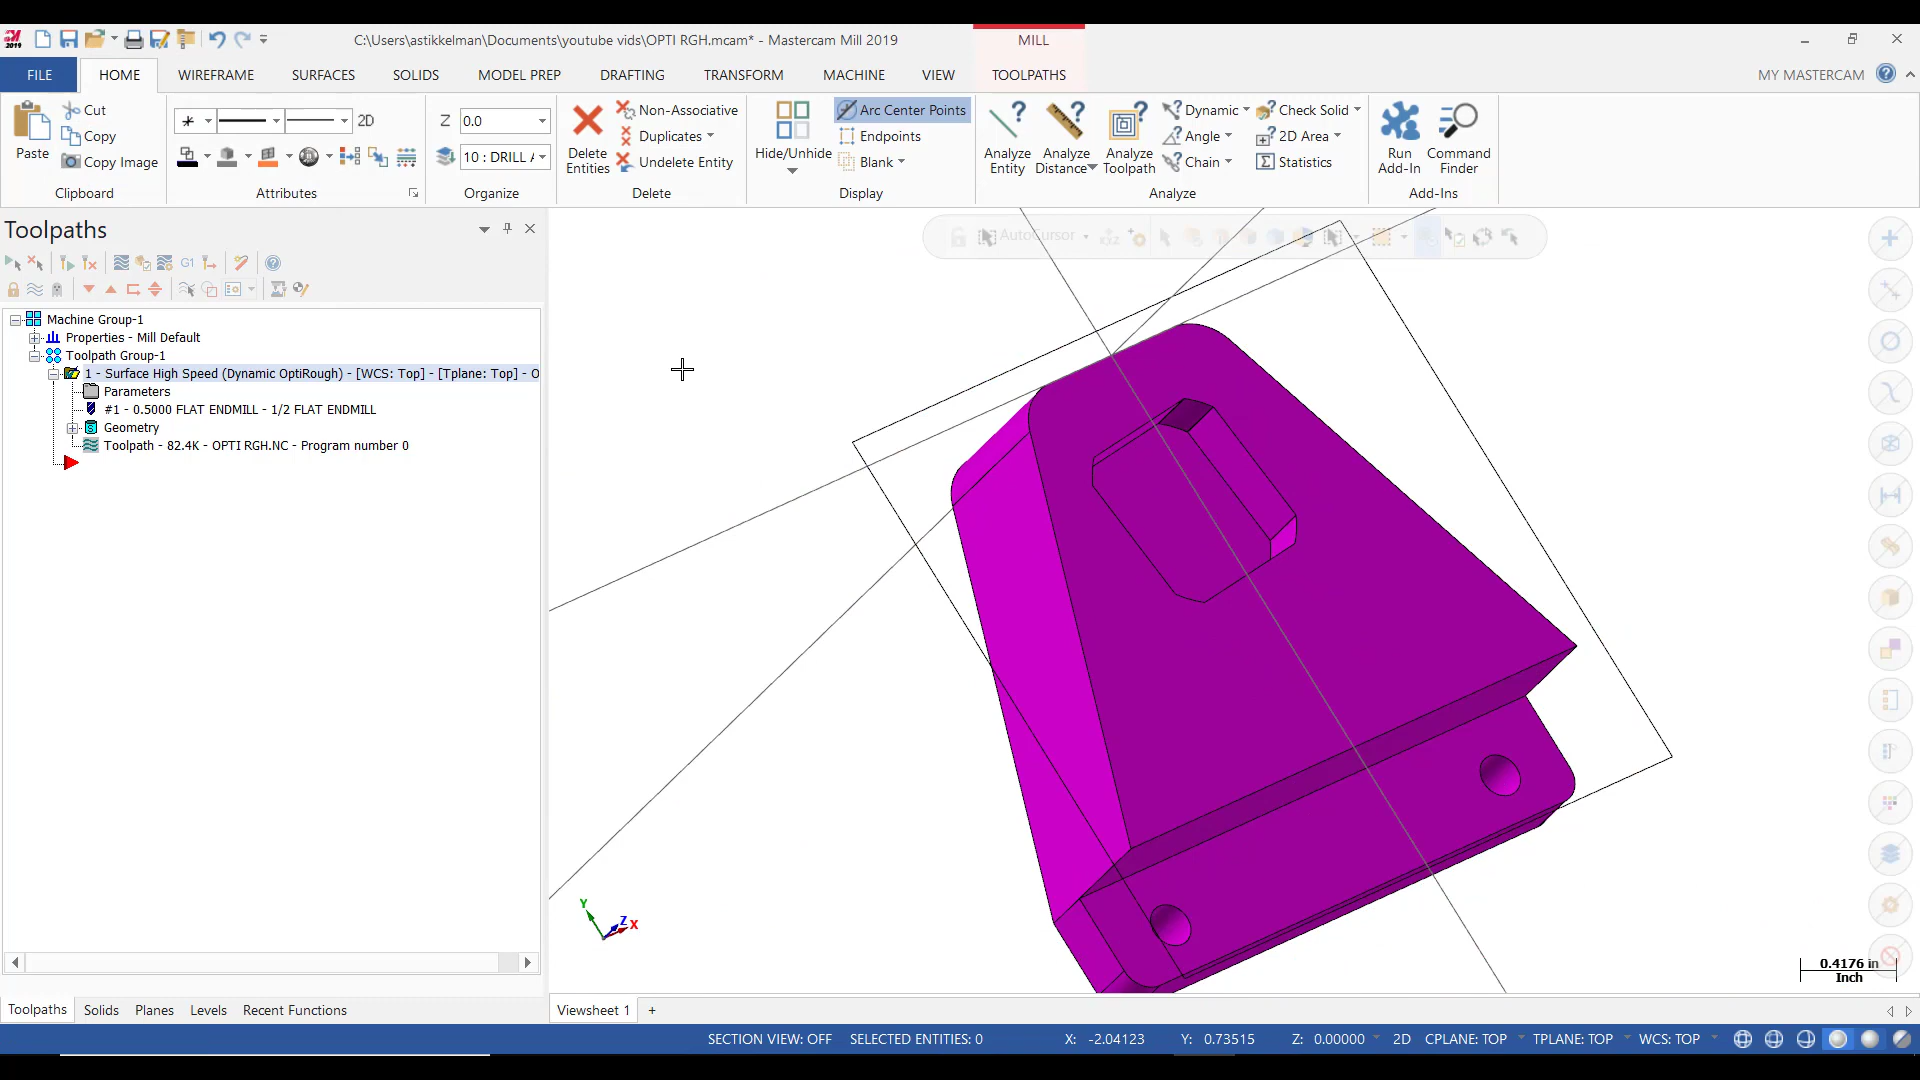 2019
C:\Users\astikkelman\Documents\youtube vids\OPTI RGH.mcam* - Mastercam Mill 2019
MILL
FILE HOME WIREFRAME SURFACES SOLIDS MODEL PREP DRAFTING TRANSFORM MACHINE VIEW TOOLPATHS MY MASTERCAM
Paste
Cut
Copy
Copy Image
Clipboard
2D
Attributes
Z 0.0
10 : DRILL A
Organize
Delete Entities
Non-Associative
Duplicates
Undelete Entity
Delete
Hide/Unhide
Arc Center Points
Endpoints
Blank
Display
Analyze Entity
Analyze Distance
Analyze Toolpath
Dynamic
Angle
Chain
Check Solid
2D Area
Statistics
Analyze
Run Add-In
Command Finder
Add-Ins
Toolpaths
G1
AutoCursor
Machine Group-1
Properties - Mill Default
Toolpath Group-1
1 - Surface High Speed (Dynamic OptiRough) - [WCS: Top] - [Tplane: Top] - O
Parameters
#1 - 0.5000 FLAT ENDMILL - 1/2 FLAT ENDMILL
Geometry
Toolpath - 82.4K - OPTI RGH.NC - Program number 0
Y
Z
X
0.4176 in
Inch
Toolpaths Solids Planes Levels Recent Functions
Viewsheet 1 +
SECTION VIEW: OFF SELECTED ENTITIES: 0 X: -2.04123 Y: 0.73515 Z: 0.00000 2D CPLANE: TOP TPLANE: TOP WCS: TOP